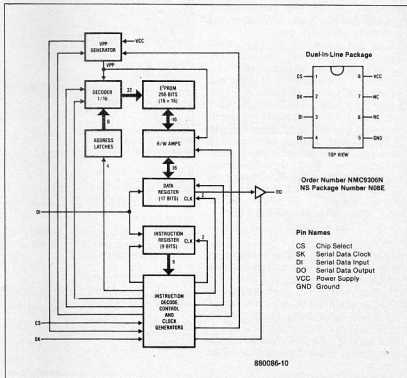 VPP
GENERATOR
VCC
VPP
DECODER
1/16
32
E²PROM
256 BITS
(16 × 16)
8
16
ADDRESS
LATCHES
R/W AMPS
4
16
DATA
REGISTER
(17 BITS) CLK
2
DO
DI
INSTRUCTION
REGISTER CLK
(9 BITS)
2
9
INSTRUCTION
DECODE,
CONTROL
AND
CLOCK
GENERATORS
CS
SK
Dual-In-Line Package
CS 1 8 VCC
SK 2 7 NC
DI 3 6 NC
DO 4 5 GND
TOP VIEW
Order Number NMC9306N
NS Package Number N08E
Pin Names
CS Chip Select
SK Serial Data Clock
DI Serial Data Input
DO Serial Data Output
VCC Power Supply
GND Ground
880086-10